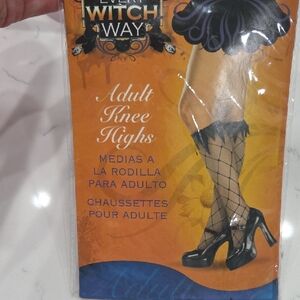 EVERY
WITCH
WAY
Adult
Knee
Highs
MEDIAS A
LA RODILLA
PARA ADULTO
CHAUSSETTES
POUR ADULTE